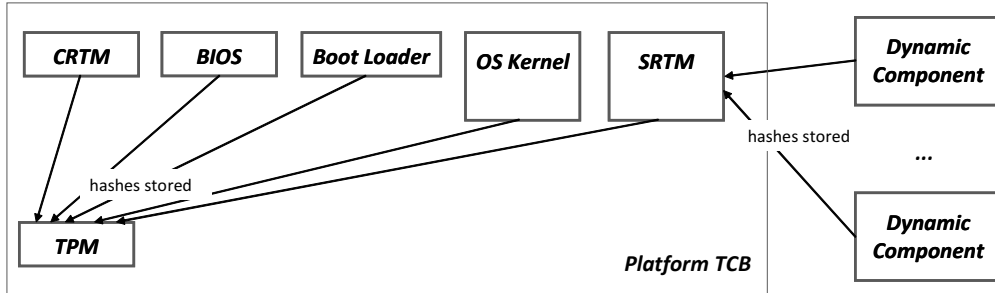 CRTM
BIOS
Boot Loader
OS Kernel
SRTM
Dynamic
Component
hashes stored
...
hashes stored
Dynamic
Component
TPM
Platform TCB